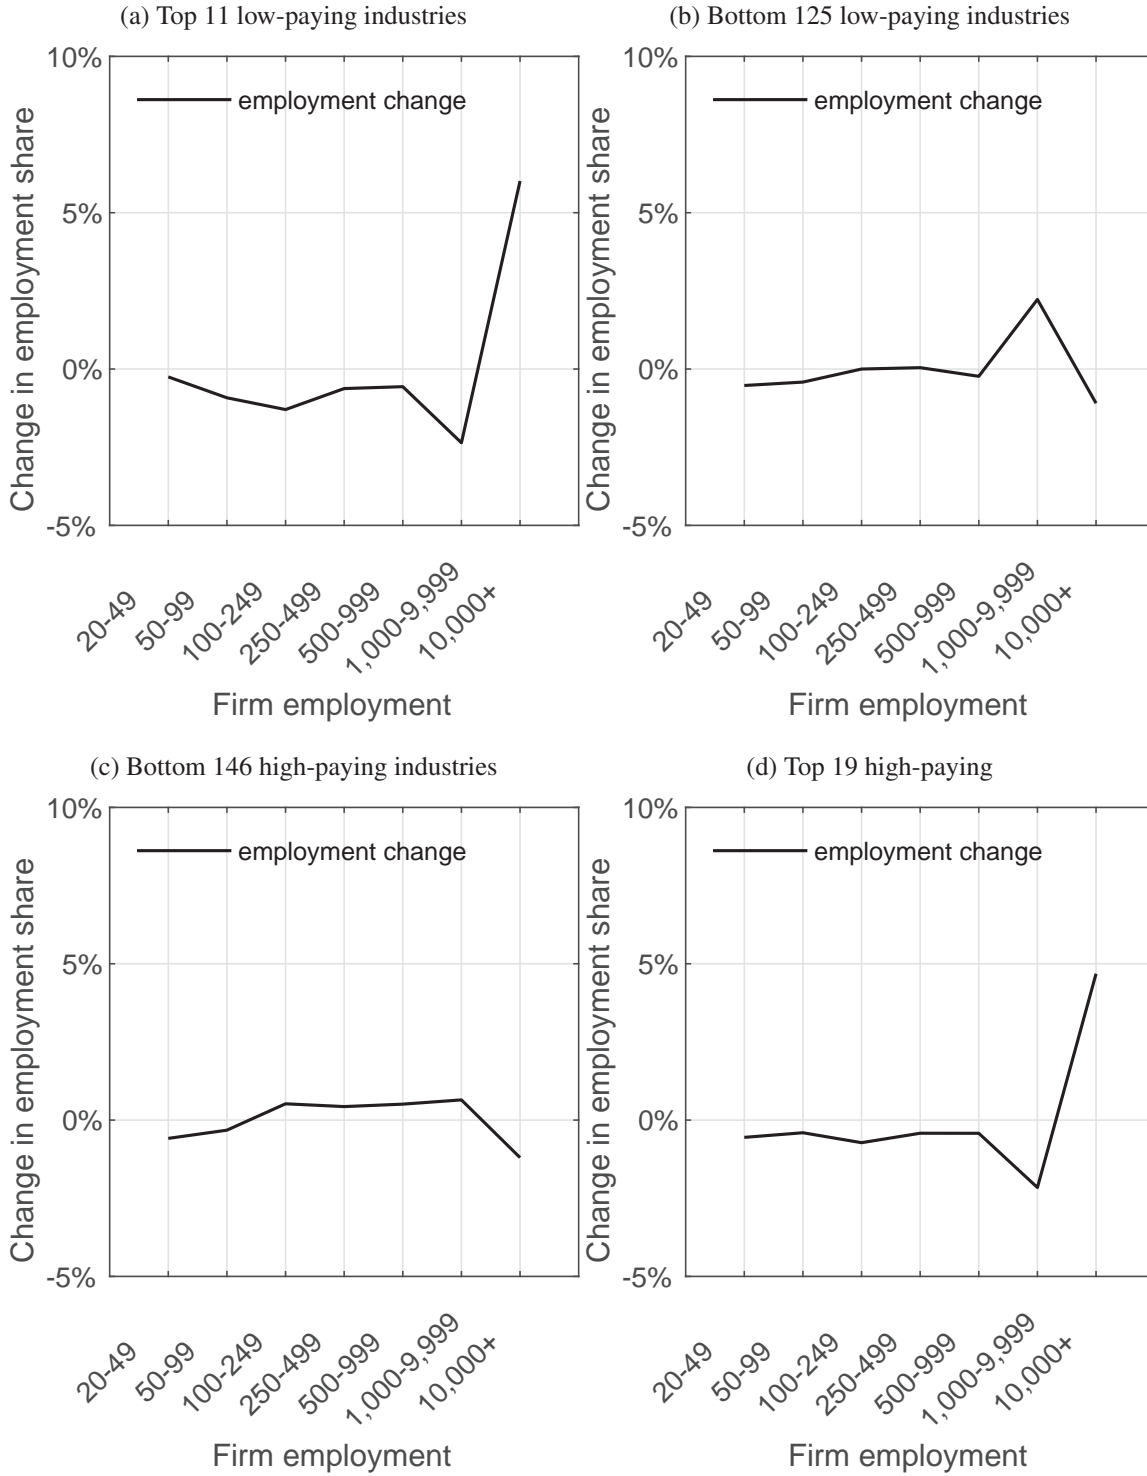 (a) Top 11 low-paying industries
10%
5%
0%
-5%
Change in employment share
employment change
20-49
50-99
100-249
250-499
500-999
1,000-9,999
10,000+
Firm employment
(b) Bottom 125 low-paying industries
10%
5%
0%
-5%
Change in employment share
employment change
20-49
50-99
100-249
250-499
500-999
1,000-9,999
10,000+
Firm employment
(c) Bottom 146 high-paying industries
10%
5%
0%
-5%
Change in employment share
employment change
20-49
50-99
100-249
250-499
500-999
1,000-9,999
10,000+
Firm employment
(d) Top 19 high-paying
10%
5%
0%
-5%
Change in employment share
employment change
20-49
50-99
100-249
250-499
500-999
1,000-9,999
10,000+
Firm employment